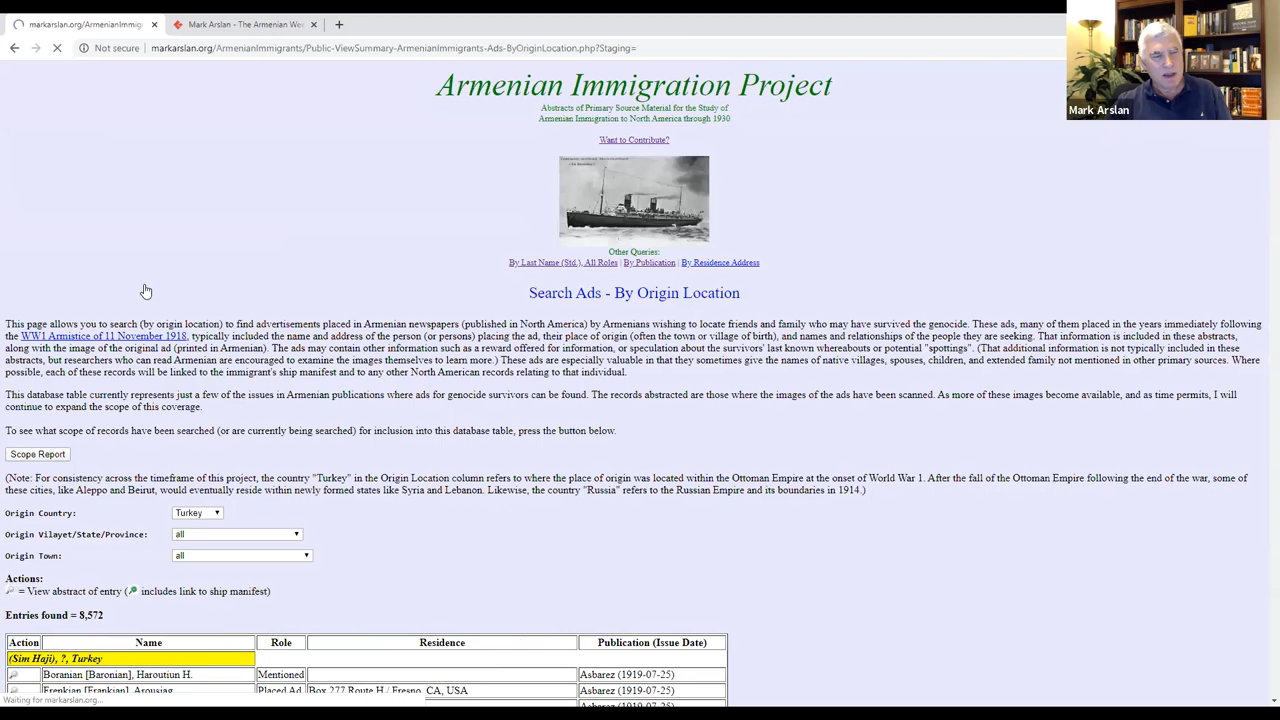 markarslan.org/ArmenianImmig
Mark Arslan - The Armenian Wee
Not secure
markarslan.org/ArmenianImmigrants/Public-ViewSummary-ArmenianImmigrants-Ads-ByOriginLocation.php?Staging=
Mark Arslan
Armenian Immigration Project
Abstracts of Primary Source Material for the Study of
Armenian Immigration to North America through 1930
Want to Contribute?
Other Queries:
By Last Name (Std.), All Roles | By Publication | By Residence Address
Search Ads - By Origin Location
This page allows you to search (by origin location) to find advertisements placed in Armenian newspapers (published in North America) by Armenians wishing to locate friends and family who may have survived the genocide. These ads, many of them placed in the years immediately following
the WW1 Armistice of 11 November 1918, typically included the name and address of the person (or persons) placing the ad, their place of origin (often the town or village of birth), and names and relationships of the people they are seeking. That information is included in these abstracts,
along with the image of the original ad (printed in Armenian). The ads may contain other information such as a reward offered for information, or speculation about the survivors' last known whereabouts or potential "spottings". (That additional information is not typically included in these
abstracts, but researchers who can read Armenian are encouraged to examine the images themselves to learn more.) These ads are especially valuable in that they sometimes give the names of native villages, spouses, children, and extended family not mentioned in other primary sources. Where
possible, each of these records will be linked to the immigrant's ship manifest and to any other North American records relating to that individual.
This database table currently represents just a few of the issues in Armenian publications where ads for genocide survivors can be found. The records abstracted are those where the images of the ads have been scanned. As more of these images become available, and as time permits, I will
continue to expand the scope of this coverage.
To see what scope of records have been searched (or are currently being searched) for inclusion into this database table, press the button below.
Scope Report
(Note: For consistency across the timeframe of this project, the country "Turkey" in the Origin Location column refers to where the place of origin was located within the Ottoman Empire at the onset of World War 1. After the fall of the Ottoman Empire following the end of the war, some of
these cities, like Aleppo and Beirut, would eventually reside within newly formed states like Syria and Lebanon. Likewise, the country "Russia" refers to the Russian Empire and its boundaries in 1914.)
Origin Country: Turkey
Origin Vilayet/State/Province: all
Origin Town: all
Actions:
= View abstract of entry ( includes link to ship manifest)
Entries found = 8,572
Action Name Role Residence Publication (Issue Date)
(Sim Haji), ?, Turkey
Boranian [Baronian], Haroutiun H. Mentioned Asbarez (1919-07-25)
Frenkian [Frankian], Arousiag Placed Ad Box 277 Route H / Fresno, CA, USA Asbarez (1919-07-25)
Waiting for markarslan.org...